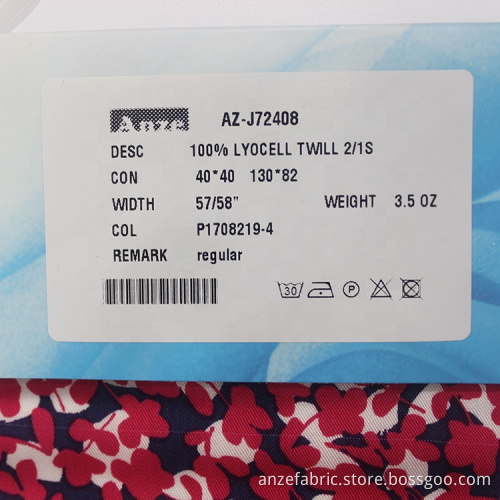 Anze AZ-J72408
DESC 100% LYOCELL TWILL 2/1S
CON 40*40 130*82
WIDTH 57/58" WEIGHT 3.5 OZ
COL P1708219-4
REMARK regular
30 P
anzefabric.store.bossgoo.com